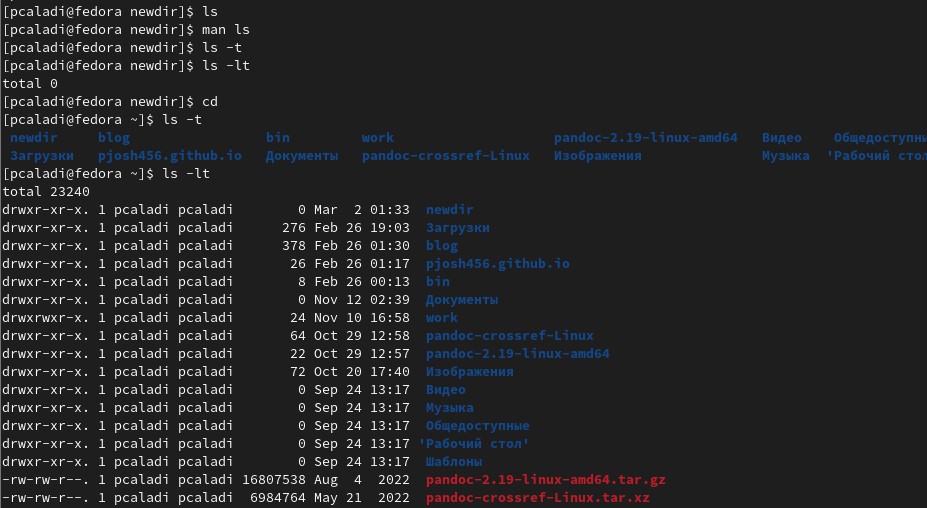 [pcaladi@fedora newdir]$ ls
[pcaladi@fedora newdir]$ man ls
[pcaladi@fedora newdir]$ ls -t
[pcaladi@fedora newdir]$ ls -lt
total 0
[pcaladi@fedora newdir]$ cd
[pcaladi@fedora ~]$ ls -t
newdir blog bin work pandoc-2.19-linux-amd64 Видео Общедоступн
Загрузки pjosh456.github.io Документы pandoc-crossref-Linux Изображения Музыка 'Рабочий стол
[pcaladi@fedora ~]$ ls -lt
total 23240
drwxr-xr-x. 1 pcaladi pcaladi 0 Mar 2 01:33 newdir
drwxr-xr-x. 1 pcaladi pcaladi 276 Feb 26 19:03 Загрузки
drwxr-xr-x. 1 pcaladi pcaladi 378 Feb 26 01:30 blog
drwxr-xr-x. 1 pcaladi pcaladi 26 Feb 26 01:17 pjosh456.github.io
drwxr-xr-x. 1 pcaladi pcaladi 8 Feb 26 00:13 bin
drwxr-xr-x. 1 pcaladi pcaladi 0 Nov 12 02:39 Документы
drwxrwxr-x. 1 pcaladi pcaladi 24 Nov 10 16:58 work
drwxr-xr-x. 1 pcaladi pcaladi 64 Oct 29 12:58 pandoc-crossref-Linux
drwxr-xr-x. 1 pcaladi pcaladi 22 Oct 29 12:57 pandoc-2.19-linux-amd64
drwxr-xr-x. 1 pcaladi pcaladi 72 Oct 20 17:40 Изображения
drwxr-xr-x. 1 pcaladi pcaladi 0 Sep 24 13:17 Видео
drwxr-xr-x. 1 pcaladi pcaladi 0 Sep 24 13:17 Музыка
drwxr-xr-x. 1 pcaladi pcaladi 0 Sep 24 13:17 Общедоступные
drwxr-xr-x. 1 pcaladi pcaladi 0 Sep 24 13:17 'Рабочий стол'
drwxr-xr-x. 1 pcaladi pcaladi 0 Sep 24 13:17 Шаблоны
-rw-rw-r--. 1 pcaladi pcaladi 16807538 Aug 4 2022 pandoc-2.19-linux-amd64.tar.gz
-rw-rw-r--. 1 pcaladi pcaladi 6984764 May 21 2022 pandoc-crossref-Linux.tar.xz